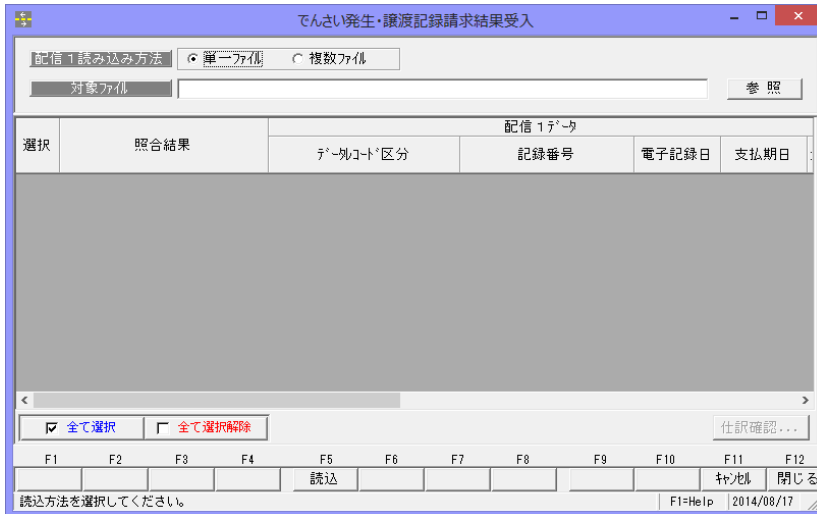 でんさい発生・譲渡記録請求結果受入
配信1読み込み方法 単一ファイル 複数ファイル
対象ファイル 参照
選択 照合結果 配信1データ
データレコード区分 記録番号 電子記録日 支払期日
全て選択 全て選択解除 仕訳確認...
F1 F2 F3 F4 F5 F6 F7 F8 F9 F10 F11 F12
読込 キャンセル 閉じる
読込方法を選択してください。 F1=Help 2014/08/17